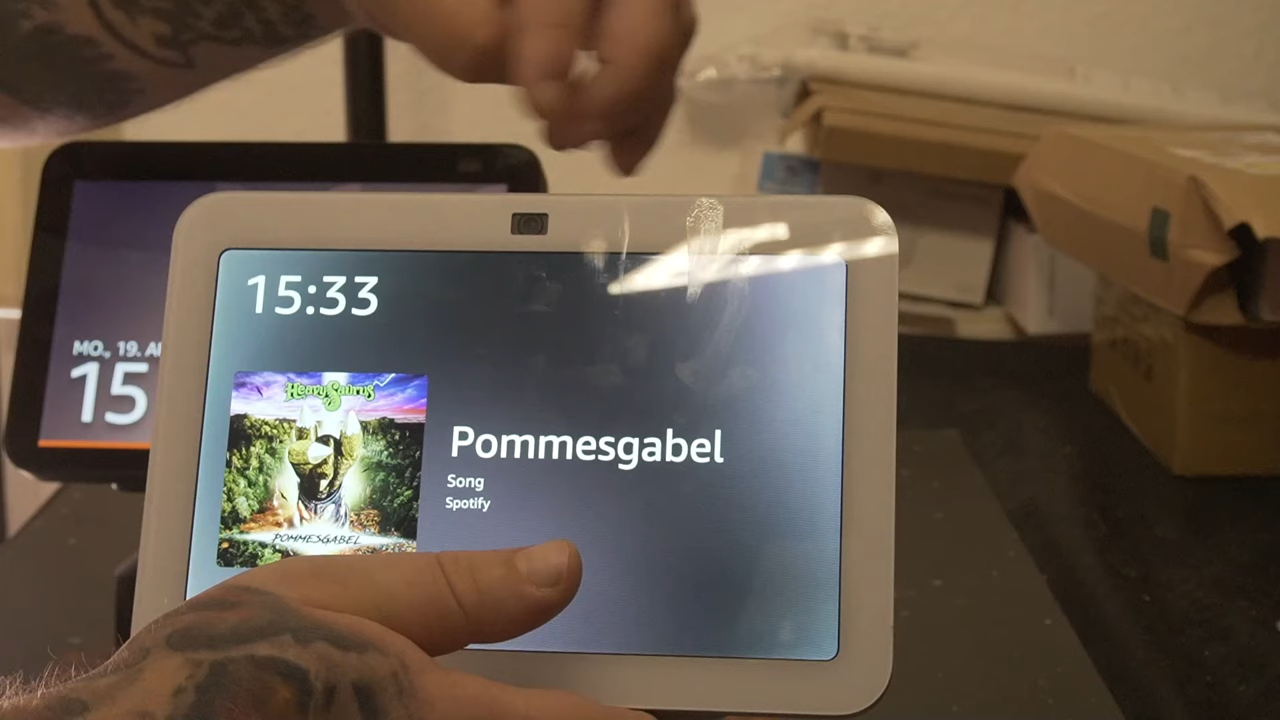 15:33
HeavySaurus
POMMESGABEL
Pommesgabel
Song
Spotify
MO., 19.
15